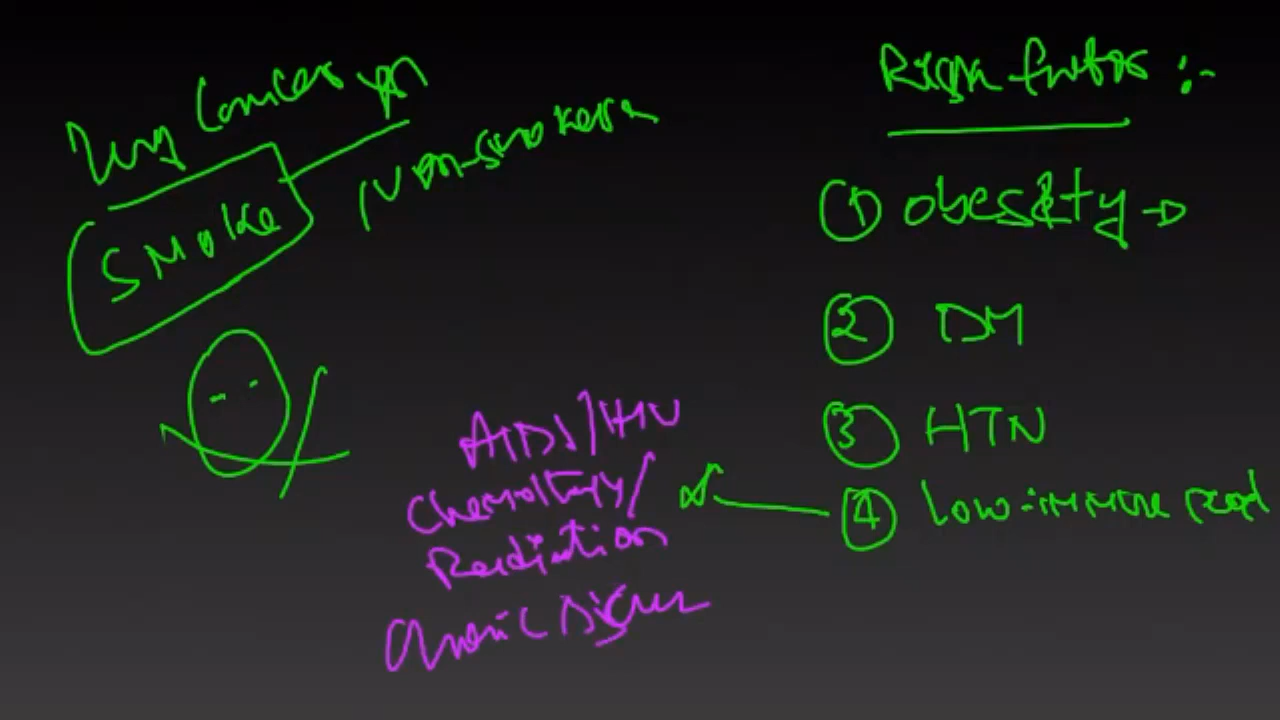 Lung Cancer
Smoke
Non-smokers
Risk factors :-
① obesity →
② DM
③ HTN
④ Low-immune
AIDS/HIV
Chemotherapy/
Radiation
Chronic Disease